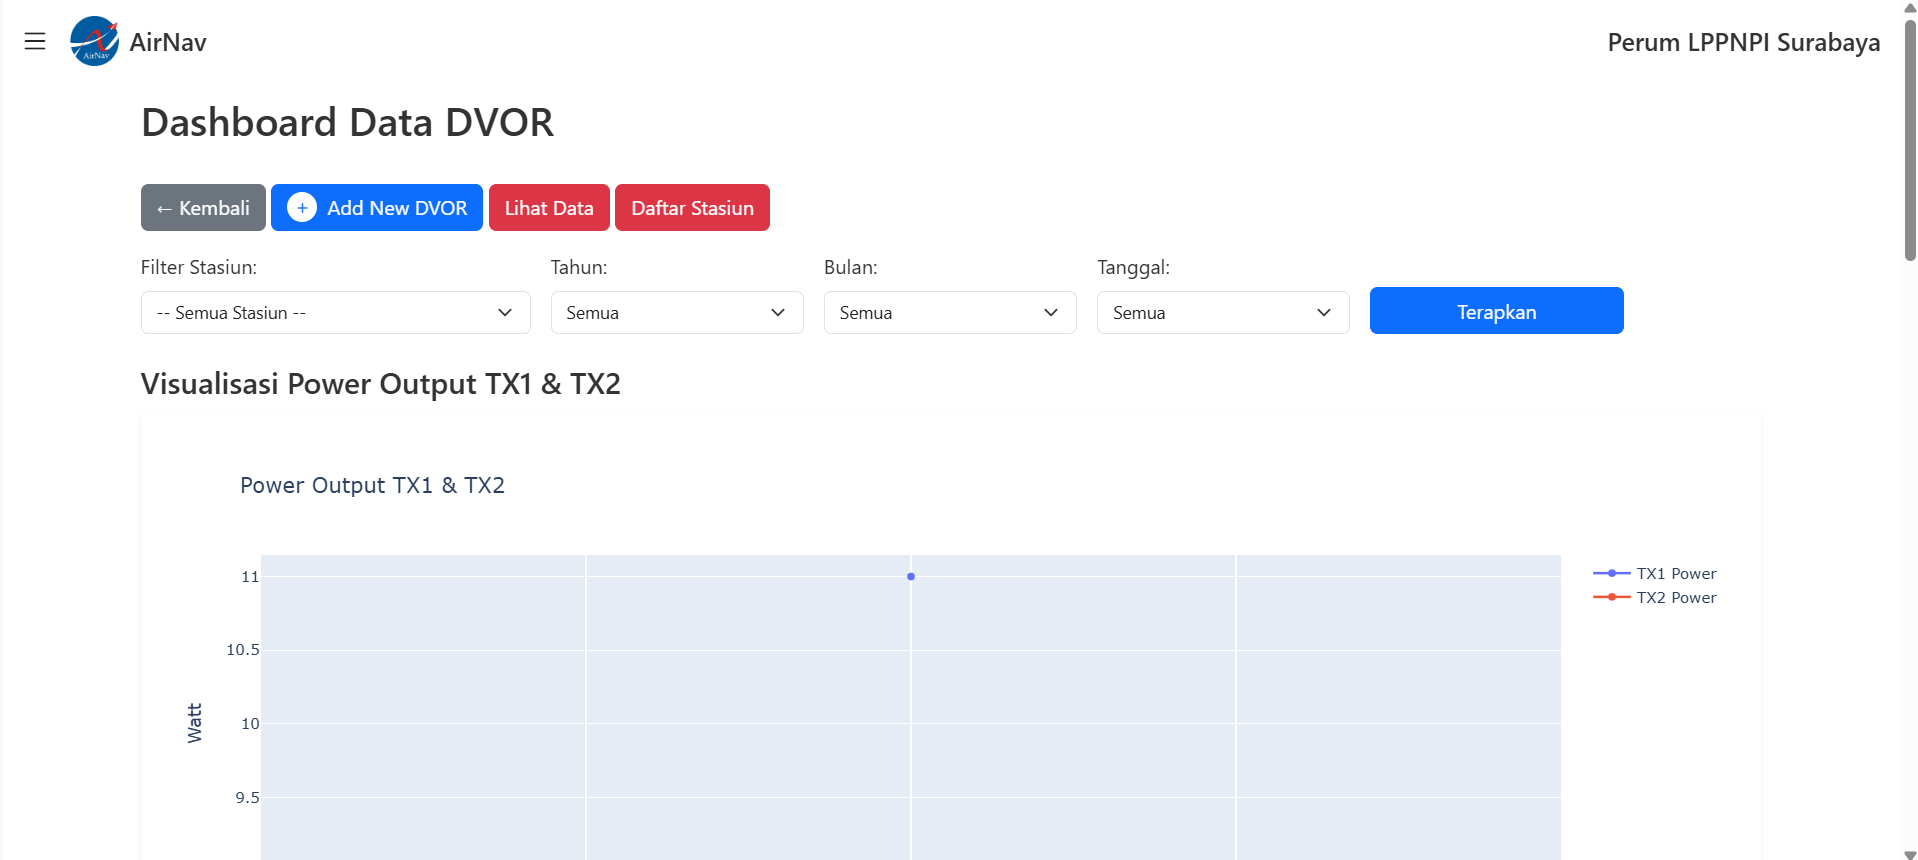 AirNav
AirNav
Perum LPPNPI Surabaya
Dashboard Data DVOR
← Kembali
+ Add New DVOR
Lihat Data
Daftar Stasiun
Filter Stasiun:
Tahun:
Bulan:
Tanggal:
-- Semua Stasiun --
Semua
Semua
Semua
Terapkan
Visualisasi Power Output TX1 & TX2
Power Output TX1 & TX2
11
10.5
10
9.5
Watt
TX1 Power
TX2 Power